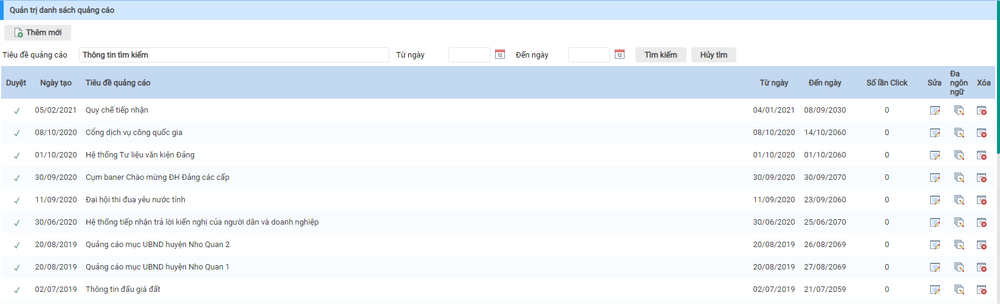 Quản trị danh sách quảng cáo
Thêm mới
Tiêu đề quảng cáo Thông tin tìm kiếm Từ ngày 12 Đến ngày 12 Tìm kiếm Hủy tìm
Duyệt Ngày tạo Tiêu đề quảng cáo Từ ngày Đến ngày Số lần Click Sửa Đa ngôn ngữ Xóa
05/02/2021 Quy chế tiếp nhận 04/01/2021 08/09/2030 0
08/10/2020 Cổng dịch vụ công quốc gia 08/10/2020 14/10/2060 0
01/10/2020 Hệ thống Tư liệu văn kiện Đảng 01/10/2020 01/10/2060 0
30/09/2020 Cụm baner Chào mừng ĐH Đảng các cấp 30/09/2020 30/09/2070 0
11/09/2020 Đại hội thi đua yêu nước tỉnh 11/09/2020 23/09/2060 0
30/06/2020 Hệ thống tiếp nhận trả lời kiến nghị của người dân và doanh nghiệp 30/06/2020 25/06/2070 0
20/08/2019 Quảng cáo mục UBND huyện Nho Quan 2 20/08/2019 26/08/2069 0
20/08/2019 Quảng cáo mục UBND huyện Nho Quan 1 20/08/2019 27/08/2069 0
02/07/2019 Thông tin đấu giá đất 02/07/2019 21/07/2059 0